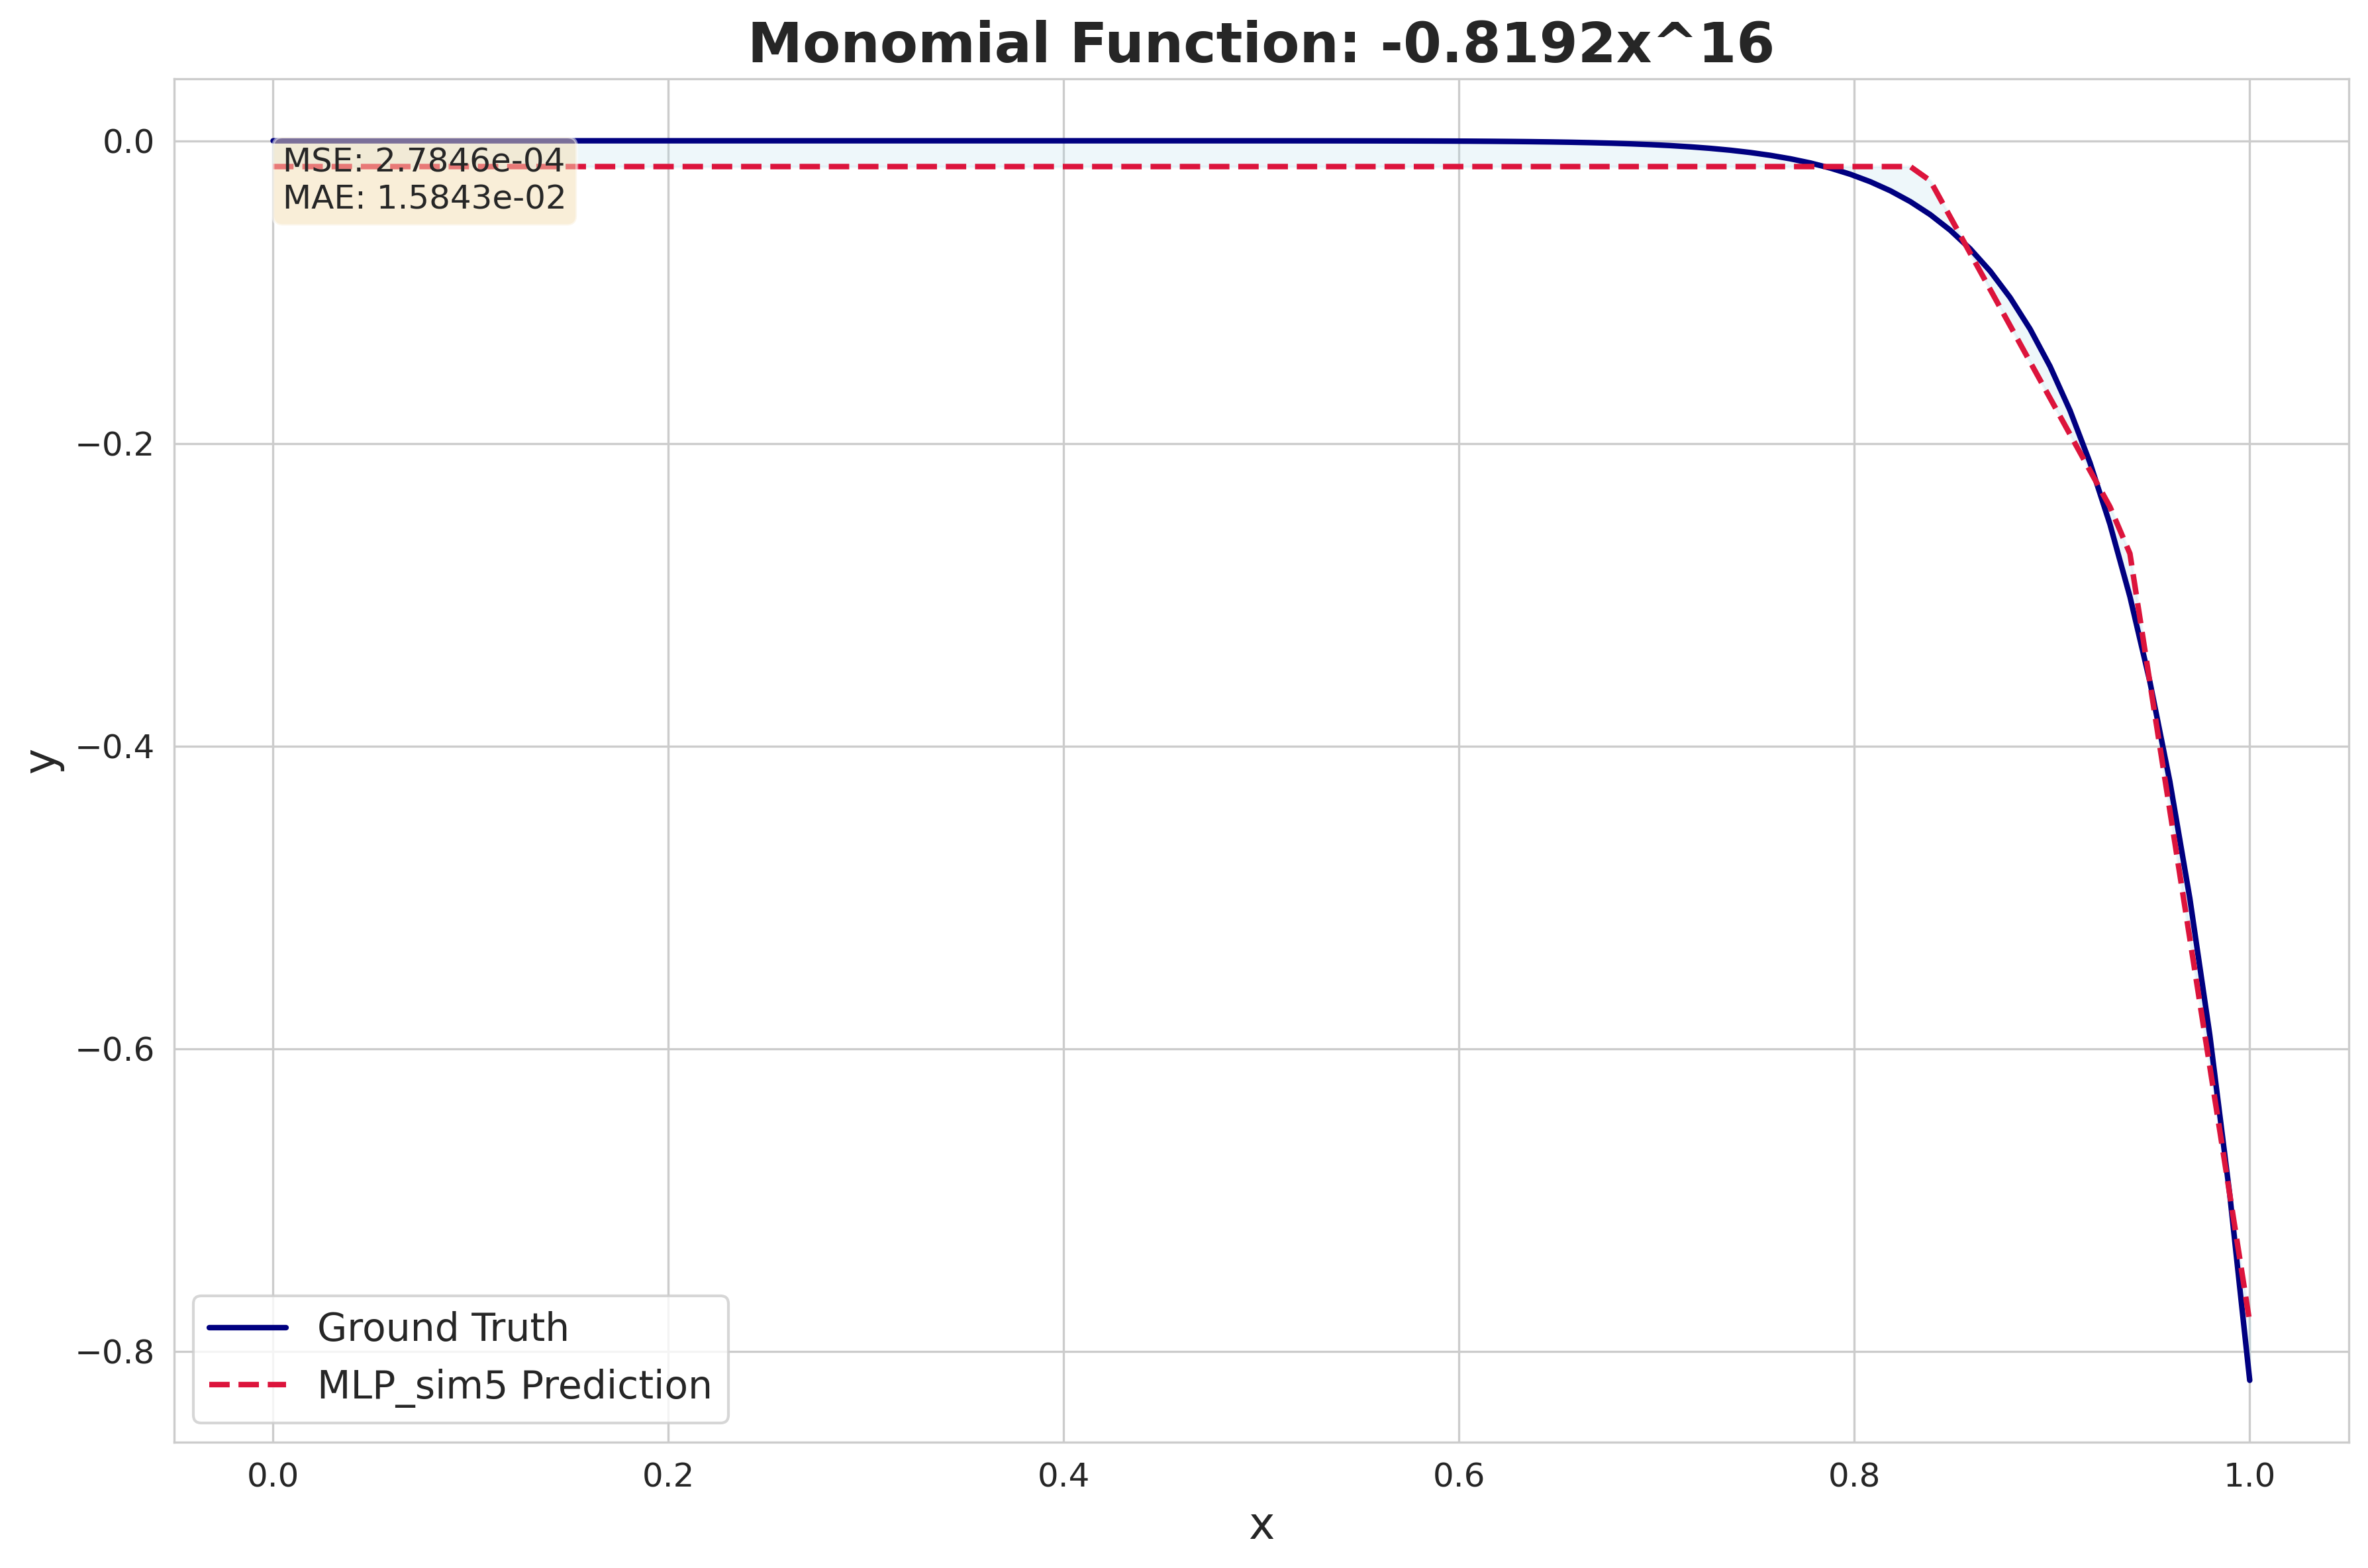 Monomial Function: -0.8192x^16
MSE: 2.7846e-04
MAE: 1.5843e-02
0.0
−0.2
−0.4
−0.6
−0.8
y
Ground Truth
MLP_sim5 Prediction
0.0 0.2 0.4 0.6 0.8 1.0
x